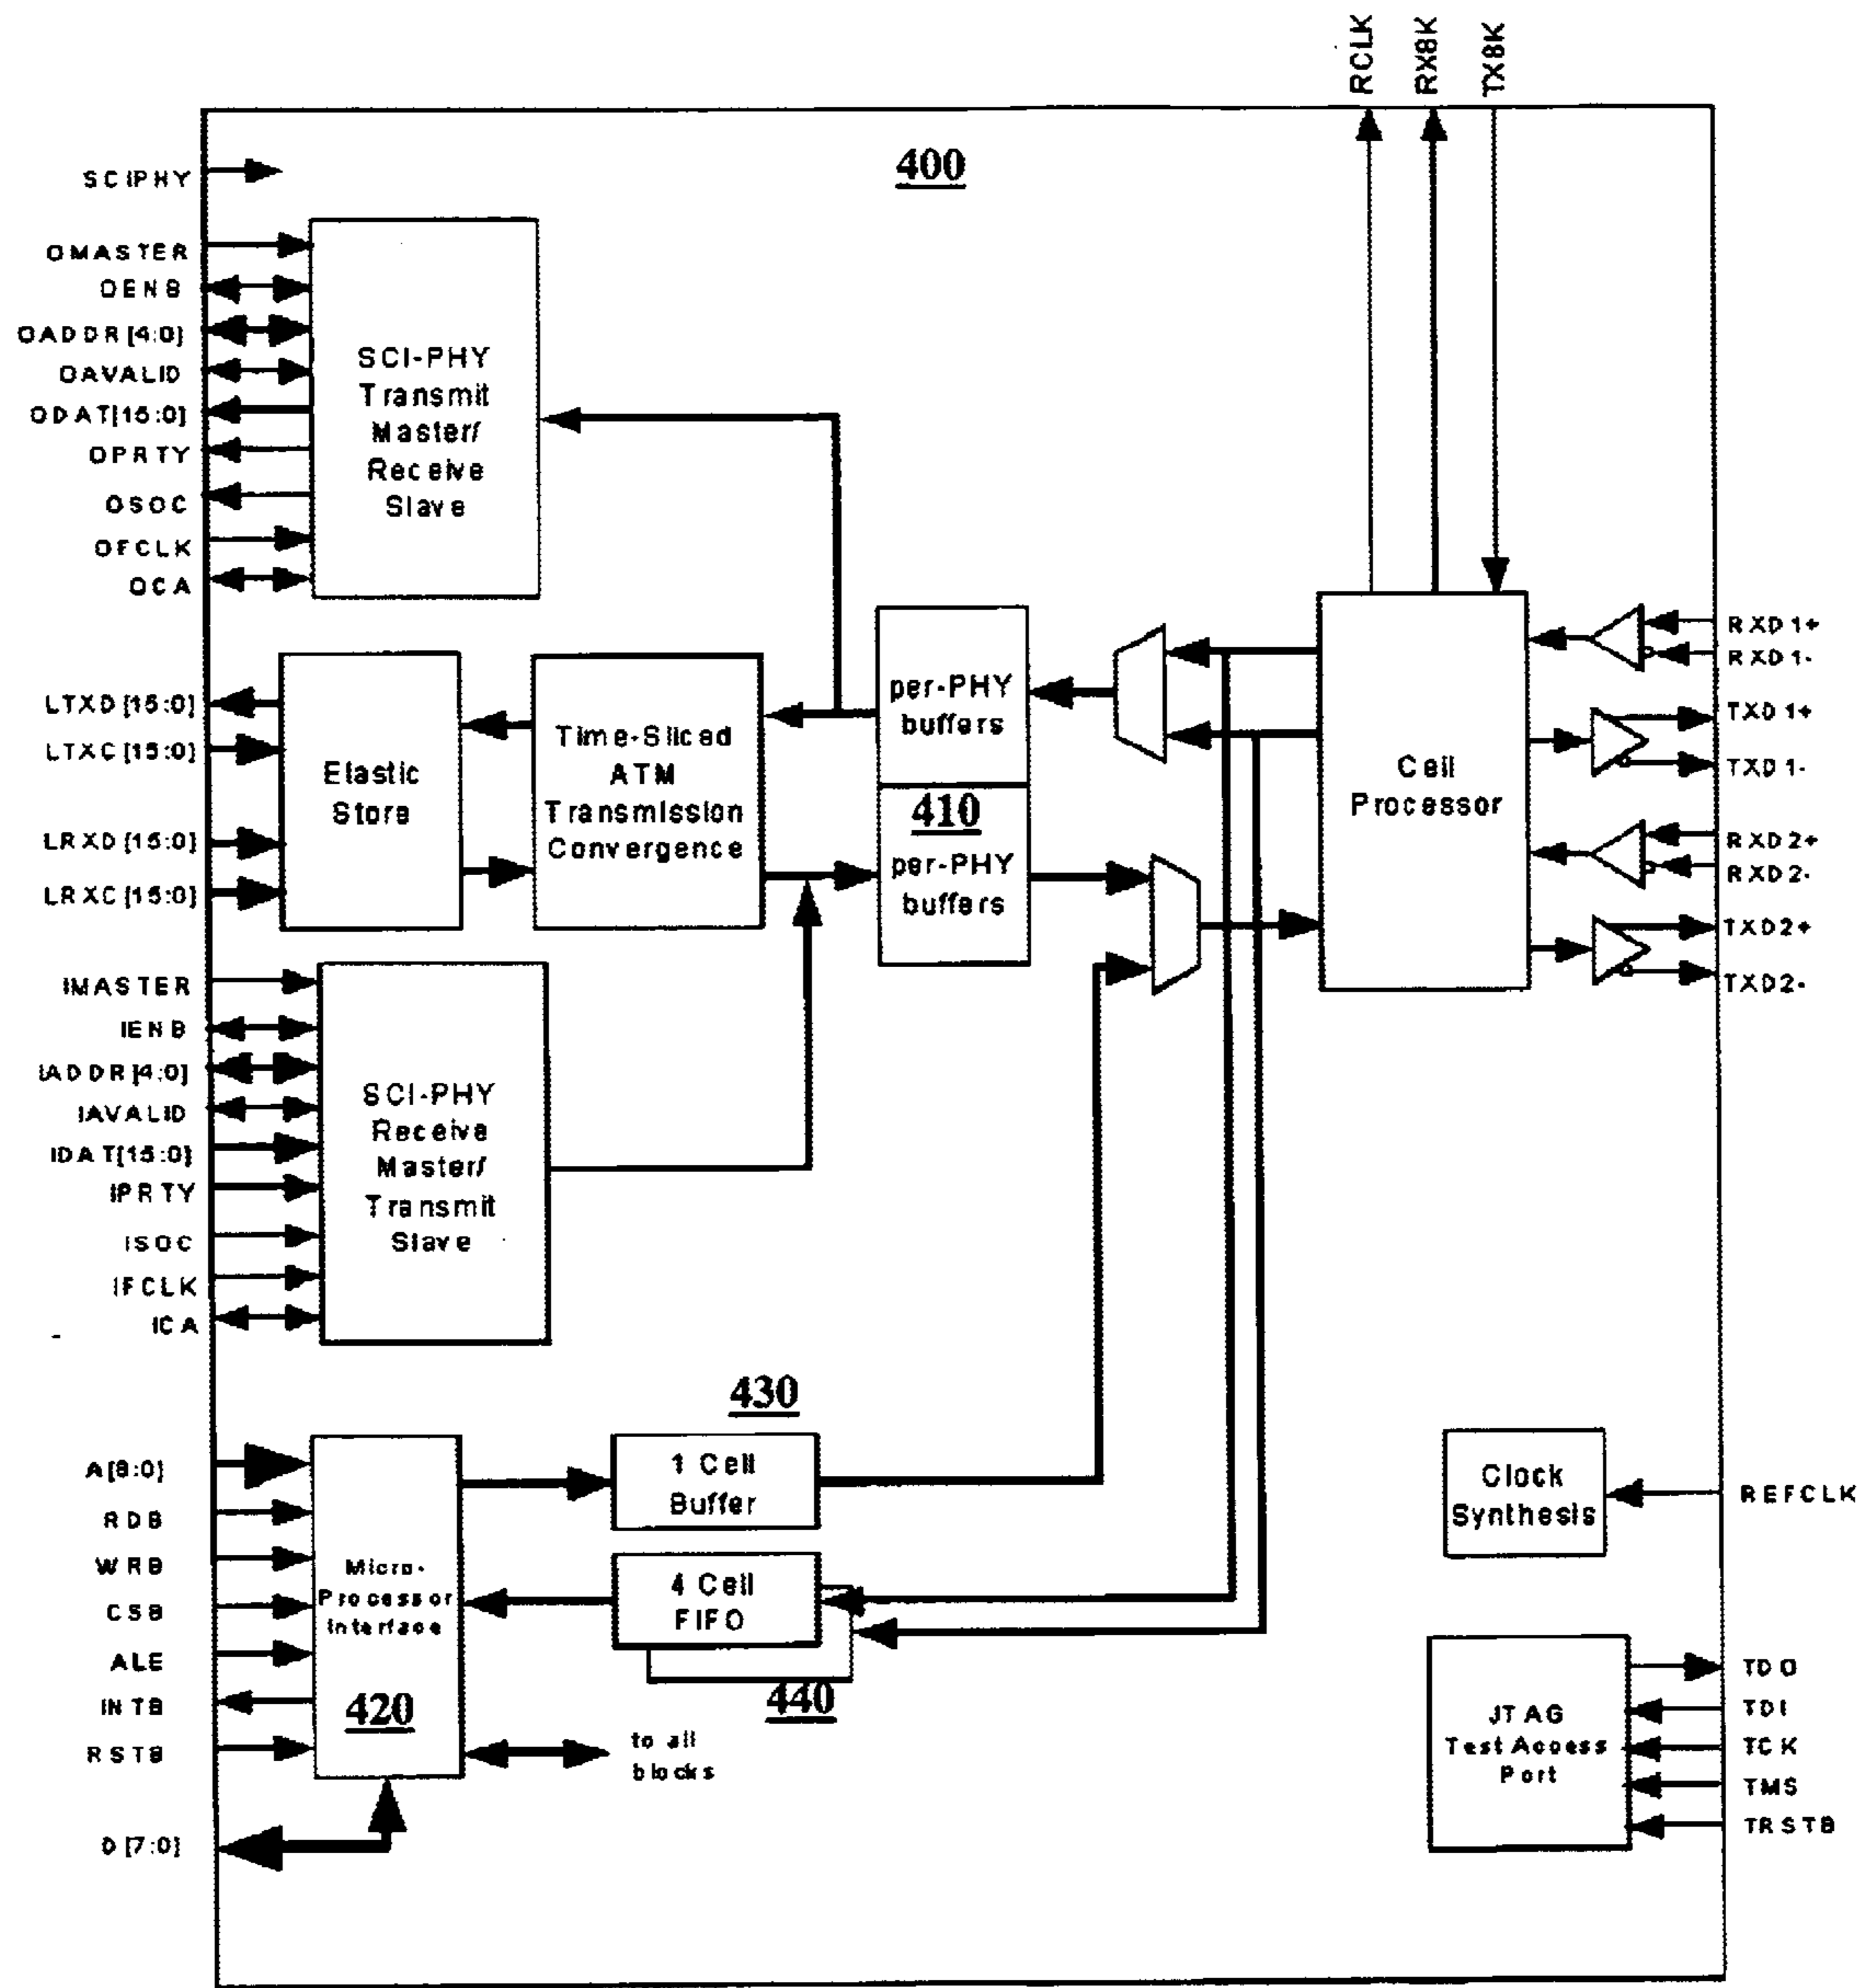 RCLK
RX8K
TX8K
400
SCIPHY
OMASTER
OENB
OADDR[4:0]
OAVALID
ODAT[15:0]
OPRTY
OSOC
OFCLK
OCA
SCI-PHY
Transmit
Master/
Receive
Slave
LTXD[15:0]
LTXC[15:0]
LRXD[15:0]
LRXC[15:0]
Elastic
Store
Time-Sliced
ATM
Transmission
Convergence
per-PHY
buffers
410
per-PHY
buffers
Cell
Processor
RXD1+
RXD1-
TXD1+
TXD1-
RXD2+
RXD2-
TXD2+
TXD2-
IMASTER
IENB
IADDR[4:0]
IAVALID
IDAT[15:0]
IPRTY
ISOC
IFCLK
ICA
SCI-PHY
Receive
Master/
Transmit
Slave
430
A[8:0]
RDB
WRB
CSB
ALE
INTB
RSTB
D[7:0]
Micro-
Processor
Interface
420
1 Cell
Buffer
4 Cell
FIFO
440
to all
blocks
Clock
Synthesis
REFCLK
JTAG
Test Access
Port
TDO
TDI
TCK
TMS
TRSTB